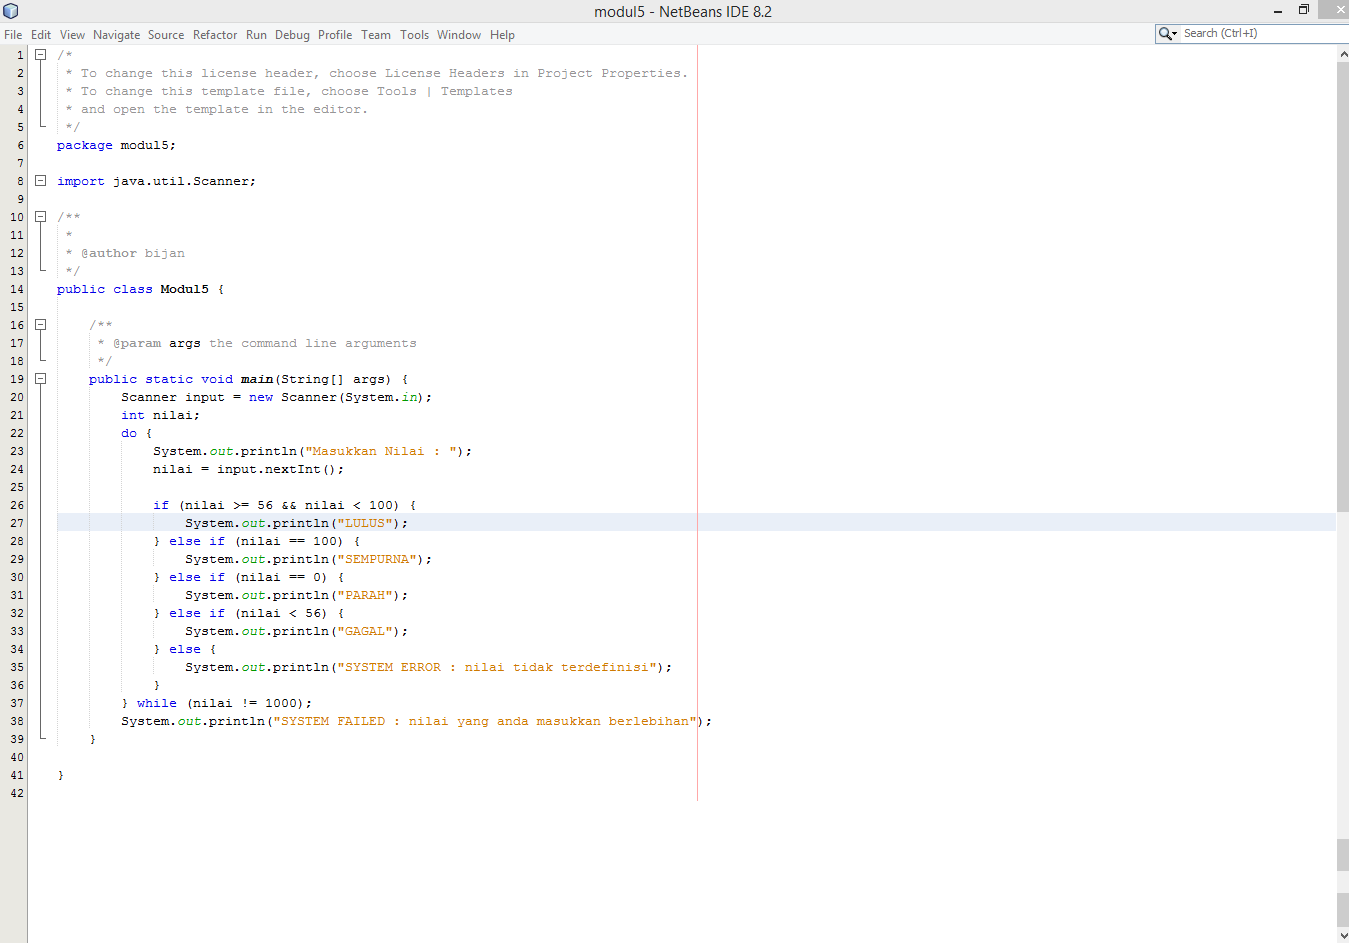 modul5 - NetBeans IDE 8.2
File Edit View Navigate Source Refactor Run Debug Profile Team Tools Window Help
Search (Ctrl+I)
1 /*
2  * To change this license header, choose License Headers in Project Properties.
3  * To change this template file, choose Tools | Templates
4  * and open the template in the editor.
5  */
6 package modul5;
7
8 import java.util.Scanner;
9
10 /**
11  *
12  * @author bijan
13  */
14 public class Modul5 {
15
16     /**
17      * @param args the command line arguments
18      */
19     public static void main(String[] args) {
20         Scanner input = new Scanner(System.in);
21         int nilai;
22         do {
23             System.out.println("Masukkan Nilai : ");
24             nilai = input.nextInt();
25
26             if (nilai >= 56 && nilai < 100) {
27                 System.out.println("LULUS");
28             } else if (nilai == 100) {
29                 System.out.println("SEMPURNA");
30             } else if (nilai == 0) {
31                 System.out.println("PARAH");
32             } else if (nilai < 56) {
33                 System.out.println("GAGAL");
34             } else {
35                 System.out.println("SYSTEM ERROR : nilai tidak terdefinisi");
36             }
37         } while (nilai != 1000);
38         System.out.println("SYSTEM FAILED : nilai yang anda masukkan berlebihan");
39     }
40
41 }
42